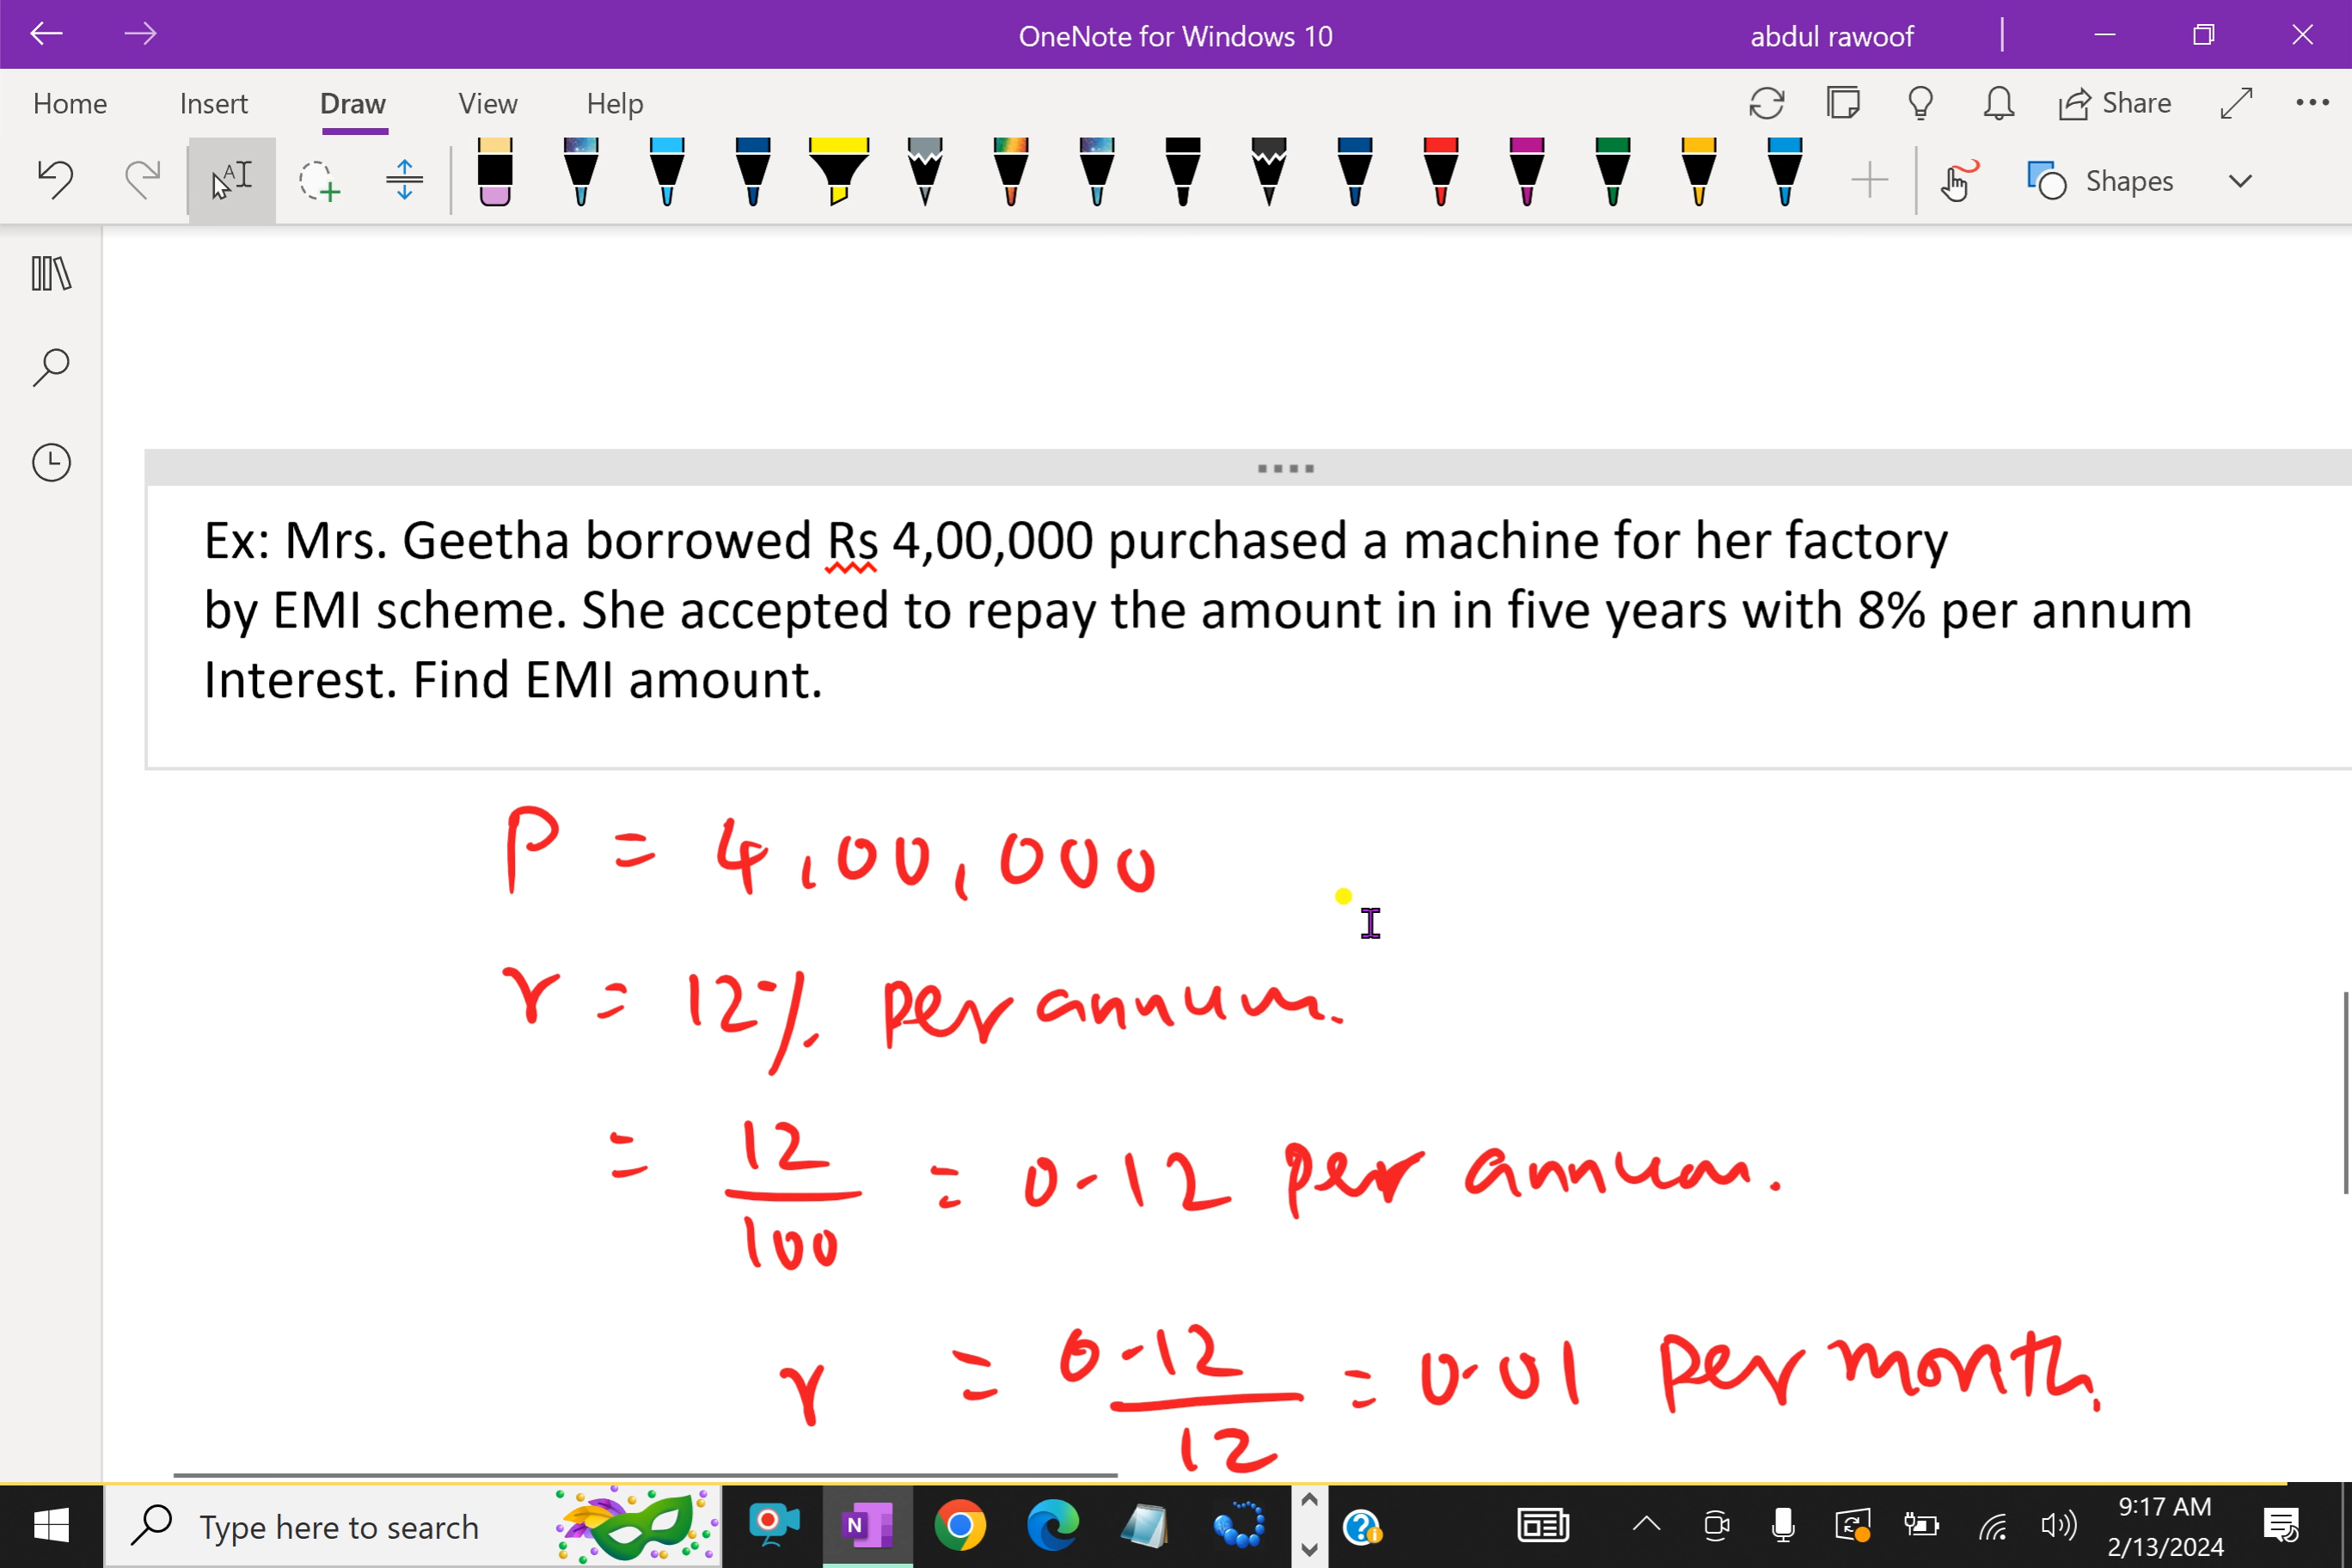 OneNote for Windows 10
abdul rawoof
Home Insert Draw View Help
Share
Shapes
Ex: Mrs. Geetha borrowed Rs 4,00,000 purchased a machine for her factory
by EMI scheme. She accepted to repay the amount in in five years with 8% per annum
Interest. Find EMI amount.
P = 4,00,000
r = 12% per annum.
= 12/100 = 0.12 per annum.
r = 0.12/12 = 0.01 per month.
Type here to search
N
9:17 AM
2/13/2024